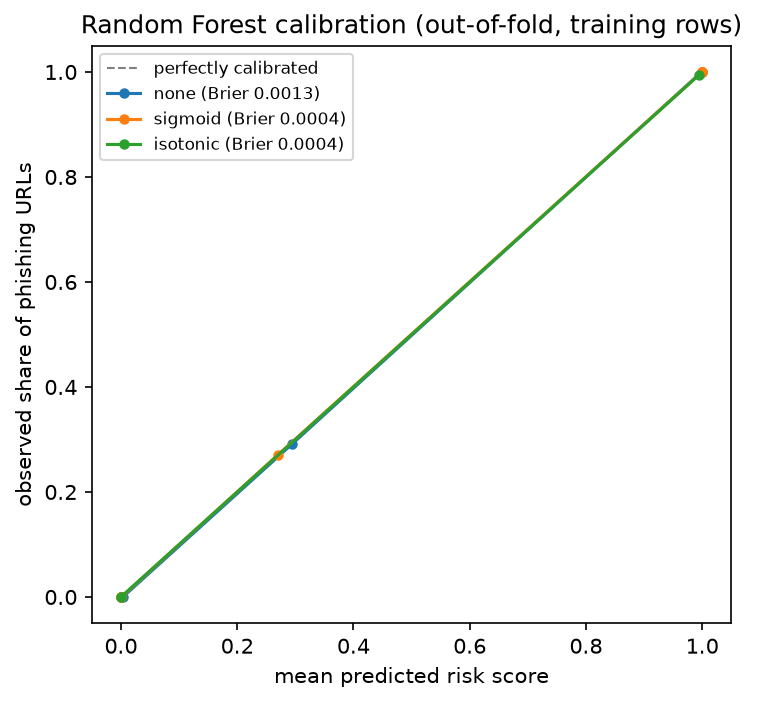 Random Forest calibration (out-of-fold, training rows)
perfectly calibrated
none (Brier 0.0013)
sigmoid (Brier 0.0004)
isotonic (Brier 0.0004)
observed share of phishing URLs
1.0
0.8
0.6
0.4
0.2
0.0
0.0 0.2 0.4 0.6 0.8 1.0
mean predicted risk score